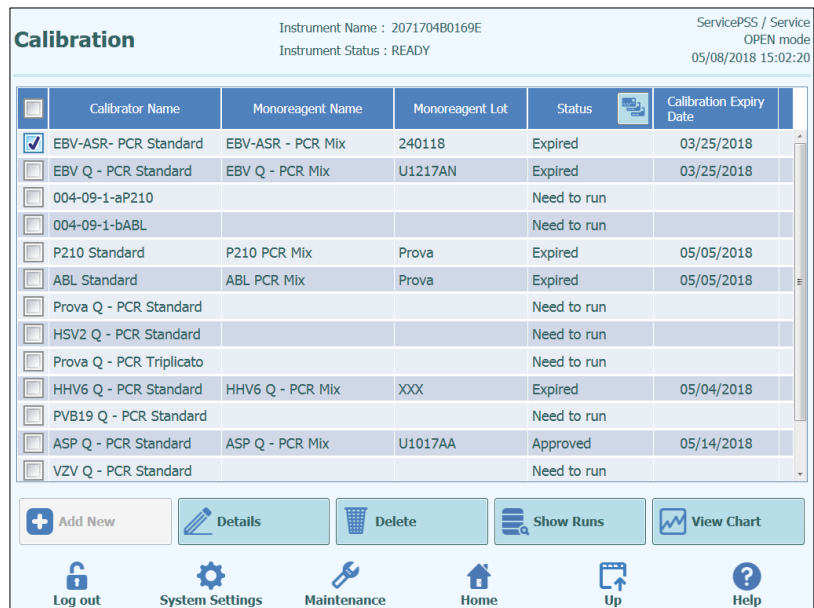 Calibration
Instrument Name : 2071704B0169E
Instrument Status : READY
ServicePSS / Service
OPEN mode
05/08/2018 15:02:20
Calibrator Name Monoreagent Name Monoreagent Lot Status Calibration Expiry Date
EBV-ASR- PCR Standard EBV-ASR - PCR Mix 240118 Expired 03/25/2018
EBV Q - PCR Standard EBV Q - PCR Mix U1217AN Expired 03/25/2018
004-09-1-aP210 Need to run
004-09-1-bABL Need to run
P210 Standard P210 PCR Mix Prova Expired 05/05/2018
ABL Standard ABL PCR Mix Prova Expired 05/05/2018
Prova Q - PCR Standard Need to run
HSV2 Q - PCR Standard Need to run
Prova Q - PCR Triplicato Need to run
HHV6 Q - PCR Standard HHV6 Q - PCR Mix XXX Expired 05/04/2018
PVB19 Q - PCR Standard Need to run
ASP Q - PCR Standard ASP Q - PCR Mix U1017AA Approved 05/14/2018
VZV Q - PCR Standard Need to run
Add New Details Delete Show Runs View Chart
Log out System Settings Maintenance Home Up Help